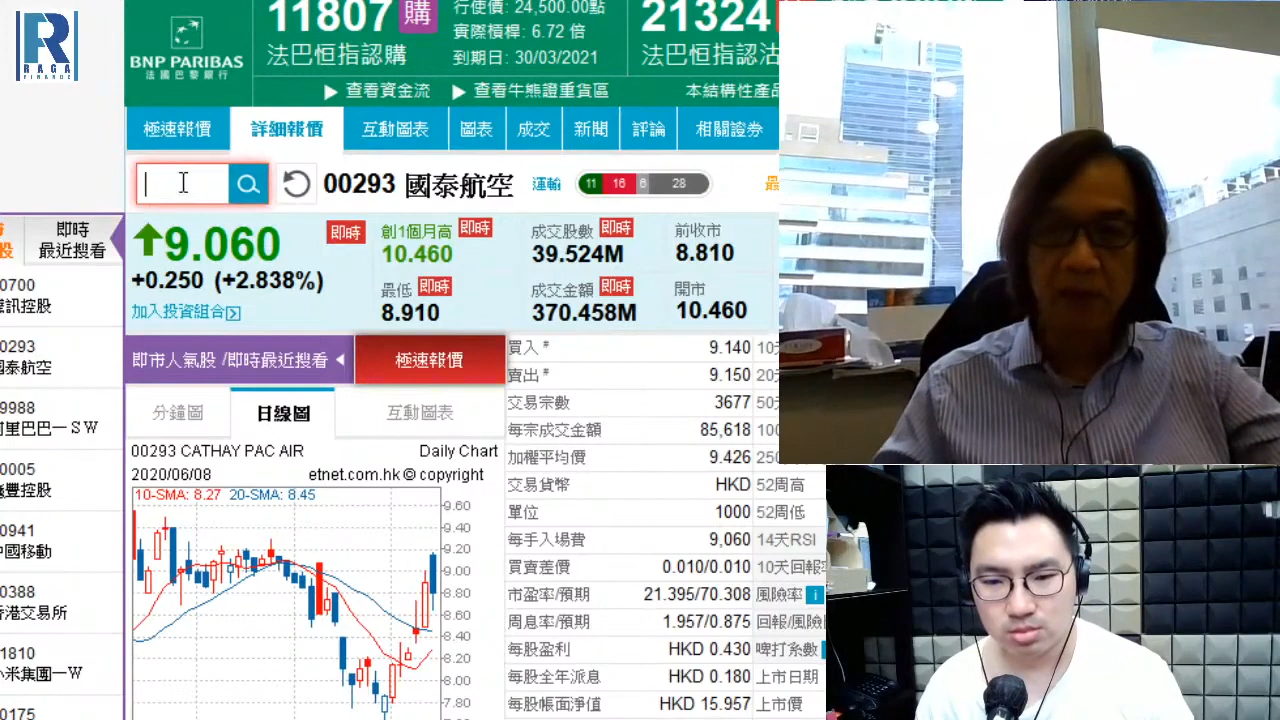 RAGA
FINANCE
BNP PARIBAS
法國巴黎銀行
11807 購
法巴恒指認購
行使價: 24,500.00點
實際槓桿: 6.72 倍
到期日: 30/03/2021
21324
法巴恒指認沽
查看資金流
查看牛熊證重貨區
本結構性產品
極速報價
詳細報價
互動圖表
圖表
成交
新聞
評論
相關證券
00293 國泰航空
運輸
11 16 6 28
即時
最近搜看
9.060
即時
+0.250 (+2.838%)
加入投資組合
創1個月高 即時
10.460
最低 即時
8.910
成交股數 即時
39.524M
成交金額 即時
370.458M
前收市
8.810
開市
10.460
0700
騰訊控股
0293
國泰航空
9988
阿里巴巴－ＳＷ
0005
滙豐控股
0941
中國移動
0388
香港交易所
1810
小米集團－W
0175
即市人氣股 /即時最近搜看
極速報價
分鐘圖
日線圖
互動圖表
00293 CATHAY PAC AIR
Daily Chart
2020/06/08
etnet.com.hk © copyright
10-SMA: 8.27 20-SMA: 8.45
9.60
9.40
9.20
9.00
8.80
8.60
8.40
8.20
8.00
7.80
買入 # 9.140
賣出 # 9.150
交易宗數 3677
每宗成交金額 85,618
加權平均價 9.426
交易貨幣 HKD 52周高
單位 1000 52周低
每手入場費 9,060 14天RSI
買賣差價 0.010/0.010 10天回報率
市盈率/預期 21.395/70.308 風險率 i
周息率/預期 1.957/0.875 回報/風險
每股盈利 HKD 0.430 啤打系數
每股全年派息 HKD 0.180 上市日期
每股帳面淨值 HKD 15.957 上市價